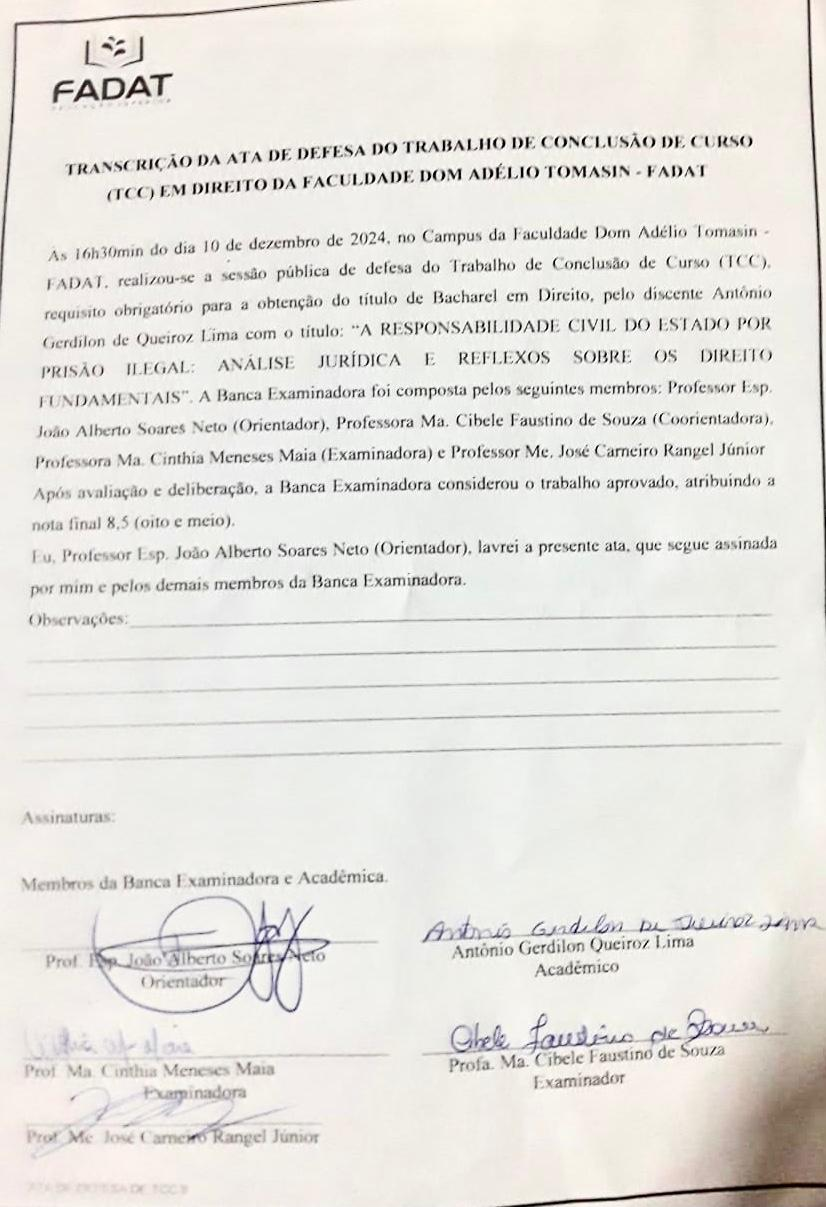 FADAT
EDUCAÇÃO SUPERIOR
TRANSCRIÇÃO DA ATA DE DEFESA DO TRABALHO DE CONCLUSÃO DE CURSO
(TCC) EM DIREITO DA FACULDADE DOM ADÉLIO TOMASIN - FADAT
Às 16h30min do dia 10 de dezembro de 2024, no Campus da Faculdade Dom Adélio Tomasin -
FADAT, realizou-se a sessão pública de defesa do Trabalho de Conclusão de Curso (TCC),
requisito obrigatório para a obtenção do título de Bacharel em Direito, pelo discente Antônio
Gerdilon de Queiroz Lima com o título: “A RESPONSABILIDADE CIVIL DO ESTADO POR
PRISÃO ILEGAL: ANÁLISE JURÍDICA E REFLEXOS SOBRE OS DIREITO
FUNDAMENTAIS”. A Banca Examinadora foi composta pelos seguintes membros: Professor Esp.
João Alberto Soares Neto (Orientador), Professora Ma. Cibele Faustino de Souza (Coorientadora),
Professora Ma. Cinthia Meneses Maia (Examinadora) e Professor Me. José Carneiro Rangel Júnior
Após avaliação e deliberação, a Banca Examinadora considerou o trabalho aprovado, atribuindo a
nota final 8,5 (oito e meio).
Eu, Professor Esp. João Alberto Soares Neto (Orientador), lavrei a presente ata, que segue assinada
por mim e pelos demais membros da Banca Examinadora.
Observações:
Assinaturas:
Membros da Banca Examinadora e Acadêmica.
Antonio Gerdilon de Queiroz Lima
Prof. Esp. João Alberto Soares Neto
Orientador
Antônio Gerdilon Queiroz Lima
Acadêmico
Cibele Faustino de Souza
Prof. Ma. Cinthia Meneses Maia
Examinadora
Profa. Ma. Cibele Faustino de Souza
Examinador
Prof. Me. José Carneiro Rangel Júnior
ATA DE DEFESA DE TCC